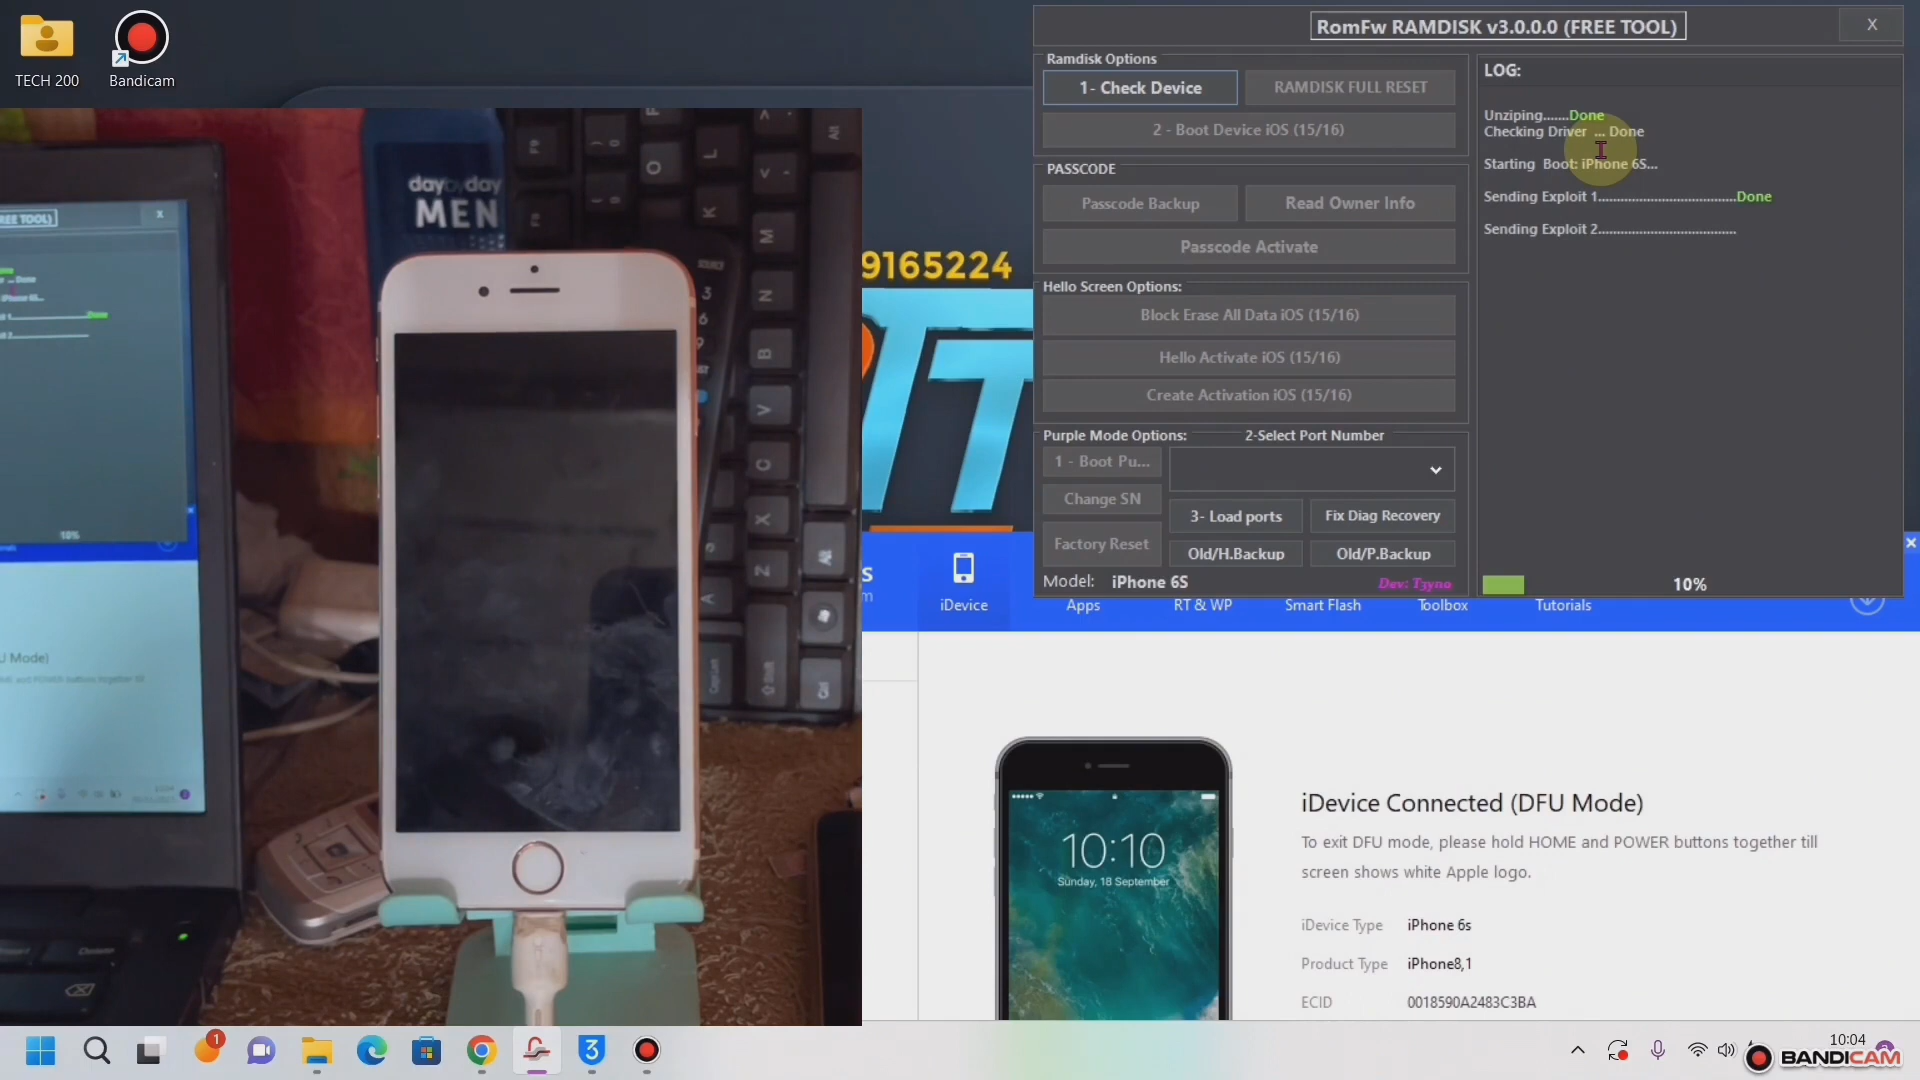 TECH 200
Bandicam
RomFw RAMDISK v3.0.0.0 (FREE TOOL)
X
Ramdisk Options
1- Check Device
RAMDISK FULL RESET
2 - Boot Device iOS (15/16)
PASSCODE
Passcode Backup
Read Owner Info
Passcode Activate
Hello Screen Options:
Block Erase All Data iOS (15/16)
Hello Activate iOS (15/16)
Create Activation iOS (15/16)
Purple Mode Options:
2-Select Port Number
1 - Boot Pu...
Change SN
3- Load ports
Fix Diag Recovery
Factory Reset
Old/H.Backup
Old/P.Backup
Model: iPhone 6S
Dev: T3yno
LOG:
Unziping.......Done
Checking Driver ... Done
Starting Boot: iPhone 6S...
Sending Exploit 1....................................Done
Sending Exploit 2....................................
10%
day by day
MEN
9165224
iDevice
Apps
RT & WP
Smart Flash
Toolbox
Tutorials
10:10
Sunday, 18 September
iDevice Connected (DFU Mode)
To exit DFU mode, please hold HOME and POWER buttons together till
screen shows white Apple logo.
iDevice Type iPhone 6s
Product Type iPhone8,1
ECID 0018590A2483C3BA
10:04
BANDICAM